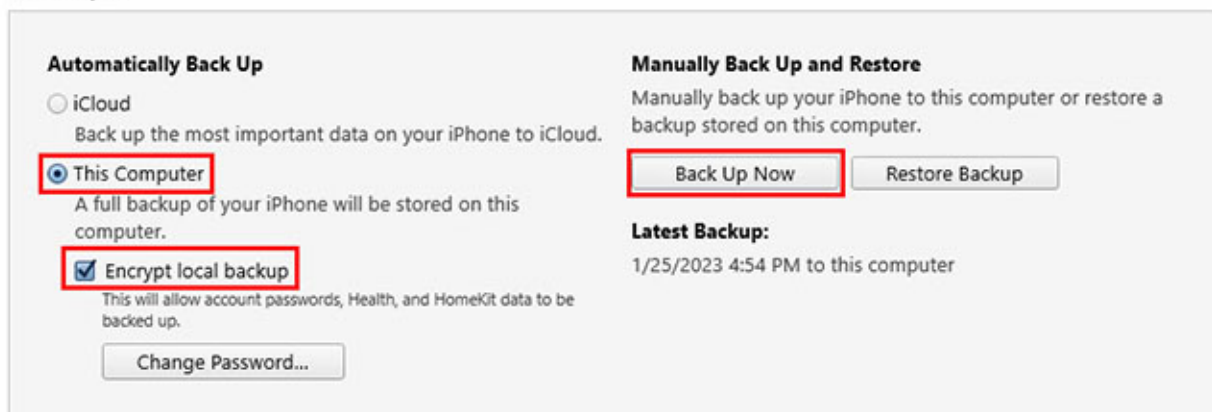 Automatically Back Up
iCloud
Back up the most important data on your iPhone to iCloud.
This Computer
A full backup of your iPhone will be stored on this
computer.
Encrypt local backup
This will allow account passwords, Health, and HomeKit data to be
backed up.
Change Password...
Manually Back Up and Restore
Manually back up your iPhone to this computer or restore a
backup stored on this computer.
Back Up Now
Restore Backup
Latest Backup:
1/25/2023 4:54 PM to this computer